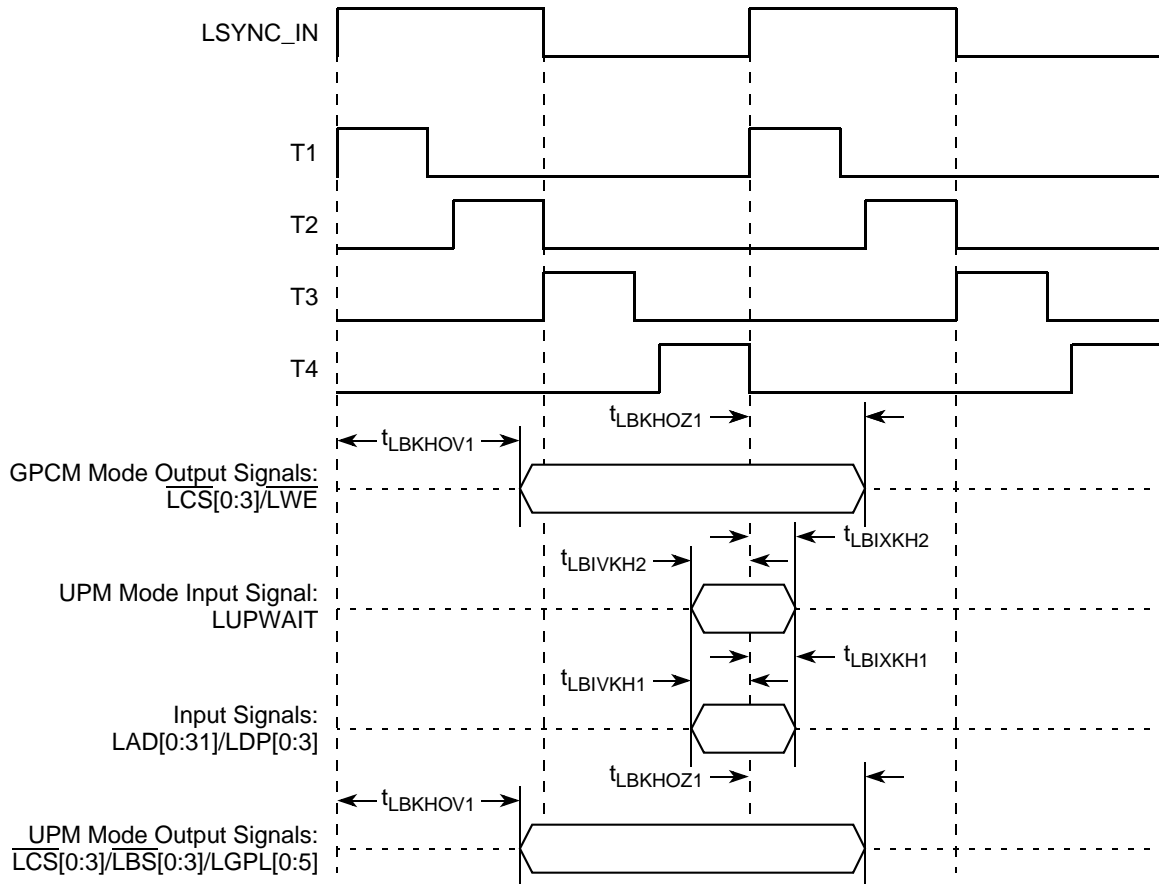 LSYNC_IN
T1
T2
T3
T4
tLBKHOZ1
tLBKHOV1
GPCM Mode Output Signals:
LCS[0:3]/LWE
tLBIXKH2
tLBIVKH2
UPM Mode Input Signal:
LUPWAIT
tLBIXKH1
tLBIVKH1
Input Signals:
LAD[0:31]/LDP[0:3]
tLBKHOZ1
tLBKHOV1
UPM Mode Output Signals:
LCS[0:3]/LBS[0:3]/LGPL[0:5]